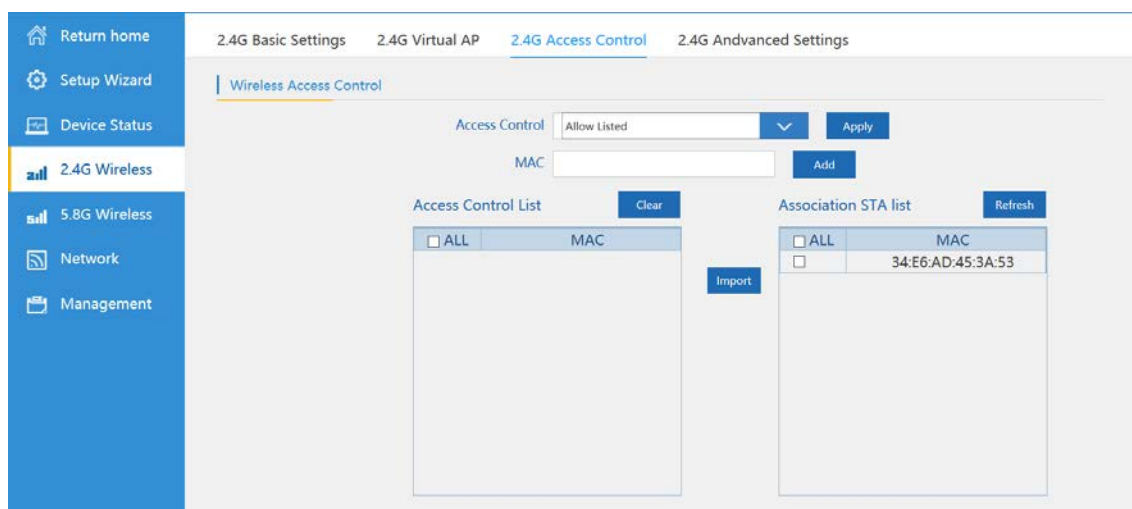 Return home
Setup Wizard
Device Status
2.4G Wireless
5.8G Wireless
Network
Management
2.4G Basic Settings 2.4G Virtual AP 2.4G Access Control 2.4G Andvanced Settings
Wireless Access Control
Access Control Allow Listed Apply
MAC Add
Access Control List Clear
ALL MAC
Import
Association STA list Refresh
ALL MAC
34:E6:AD:45:3A:53